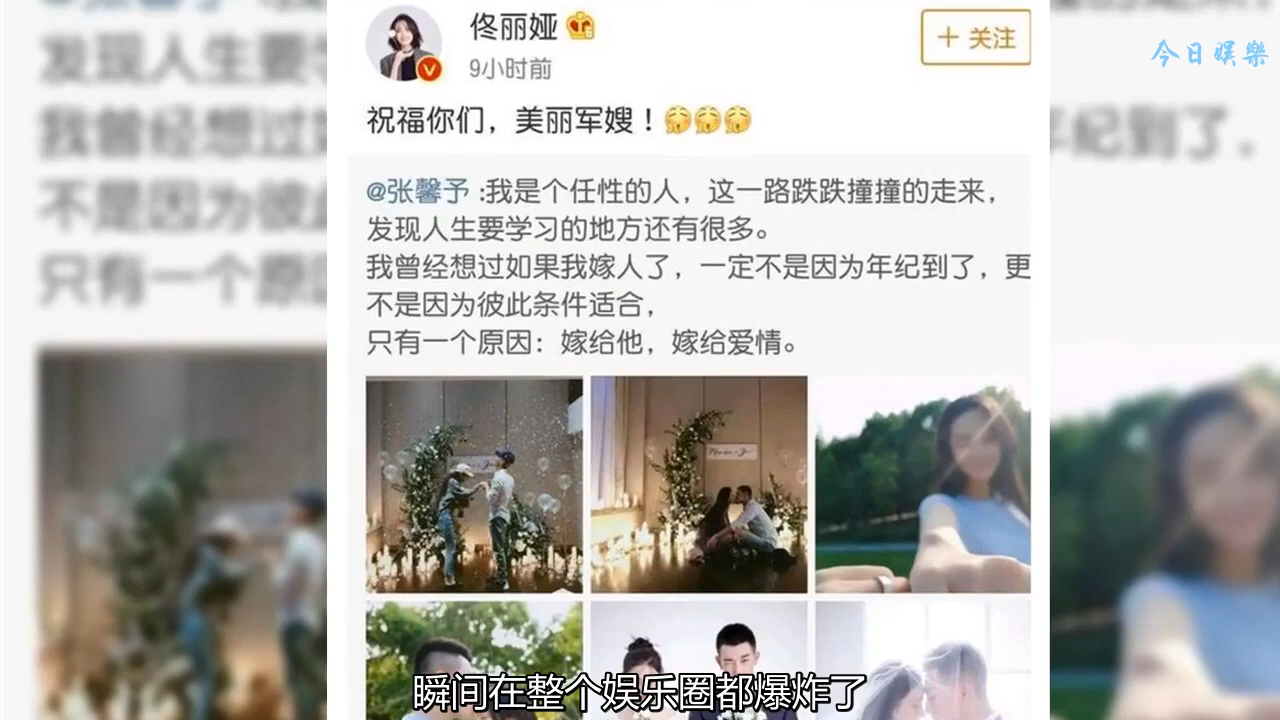 佟丽娅
+ 关注
9小时前
今日娱樂
祝福你们，美丽军嫂！
@张馨予 :我是个任性的人，这一路跌跌撞撞的走来，
发现人生要学习的地方还有很多。
我曾经想过如果我嫁人了，一定不是因为年纪到了，更
不是因为彼此条件适合，
只有一个原因：嫁给他，嫁给爱情。
瞬间在整个娱乐圈都爆炸了